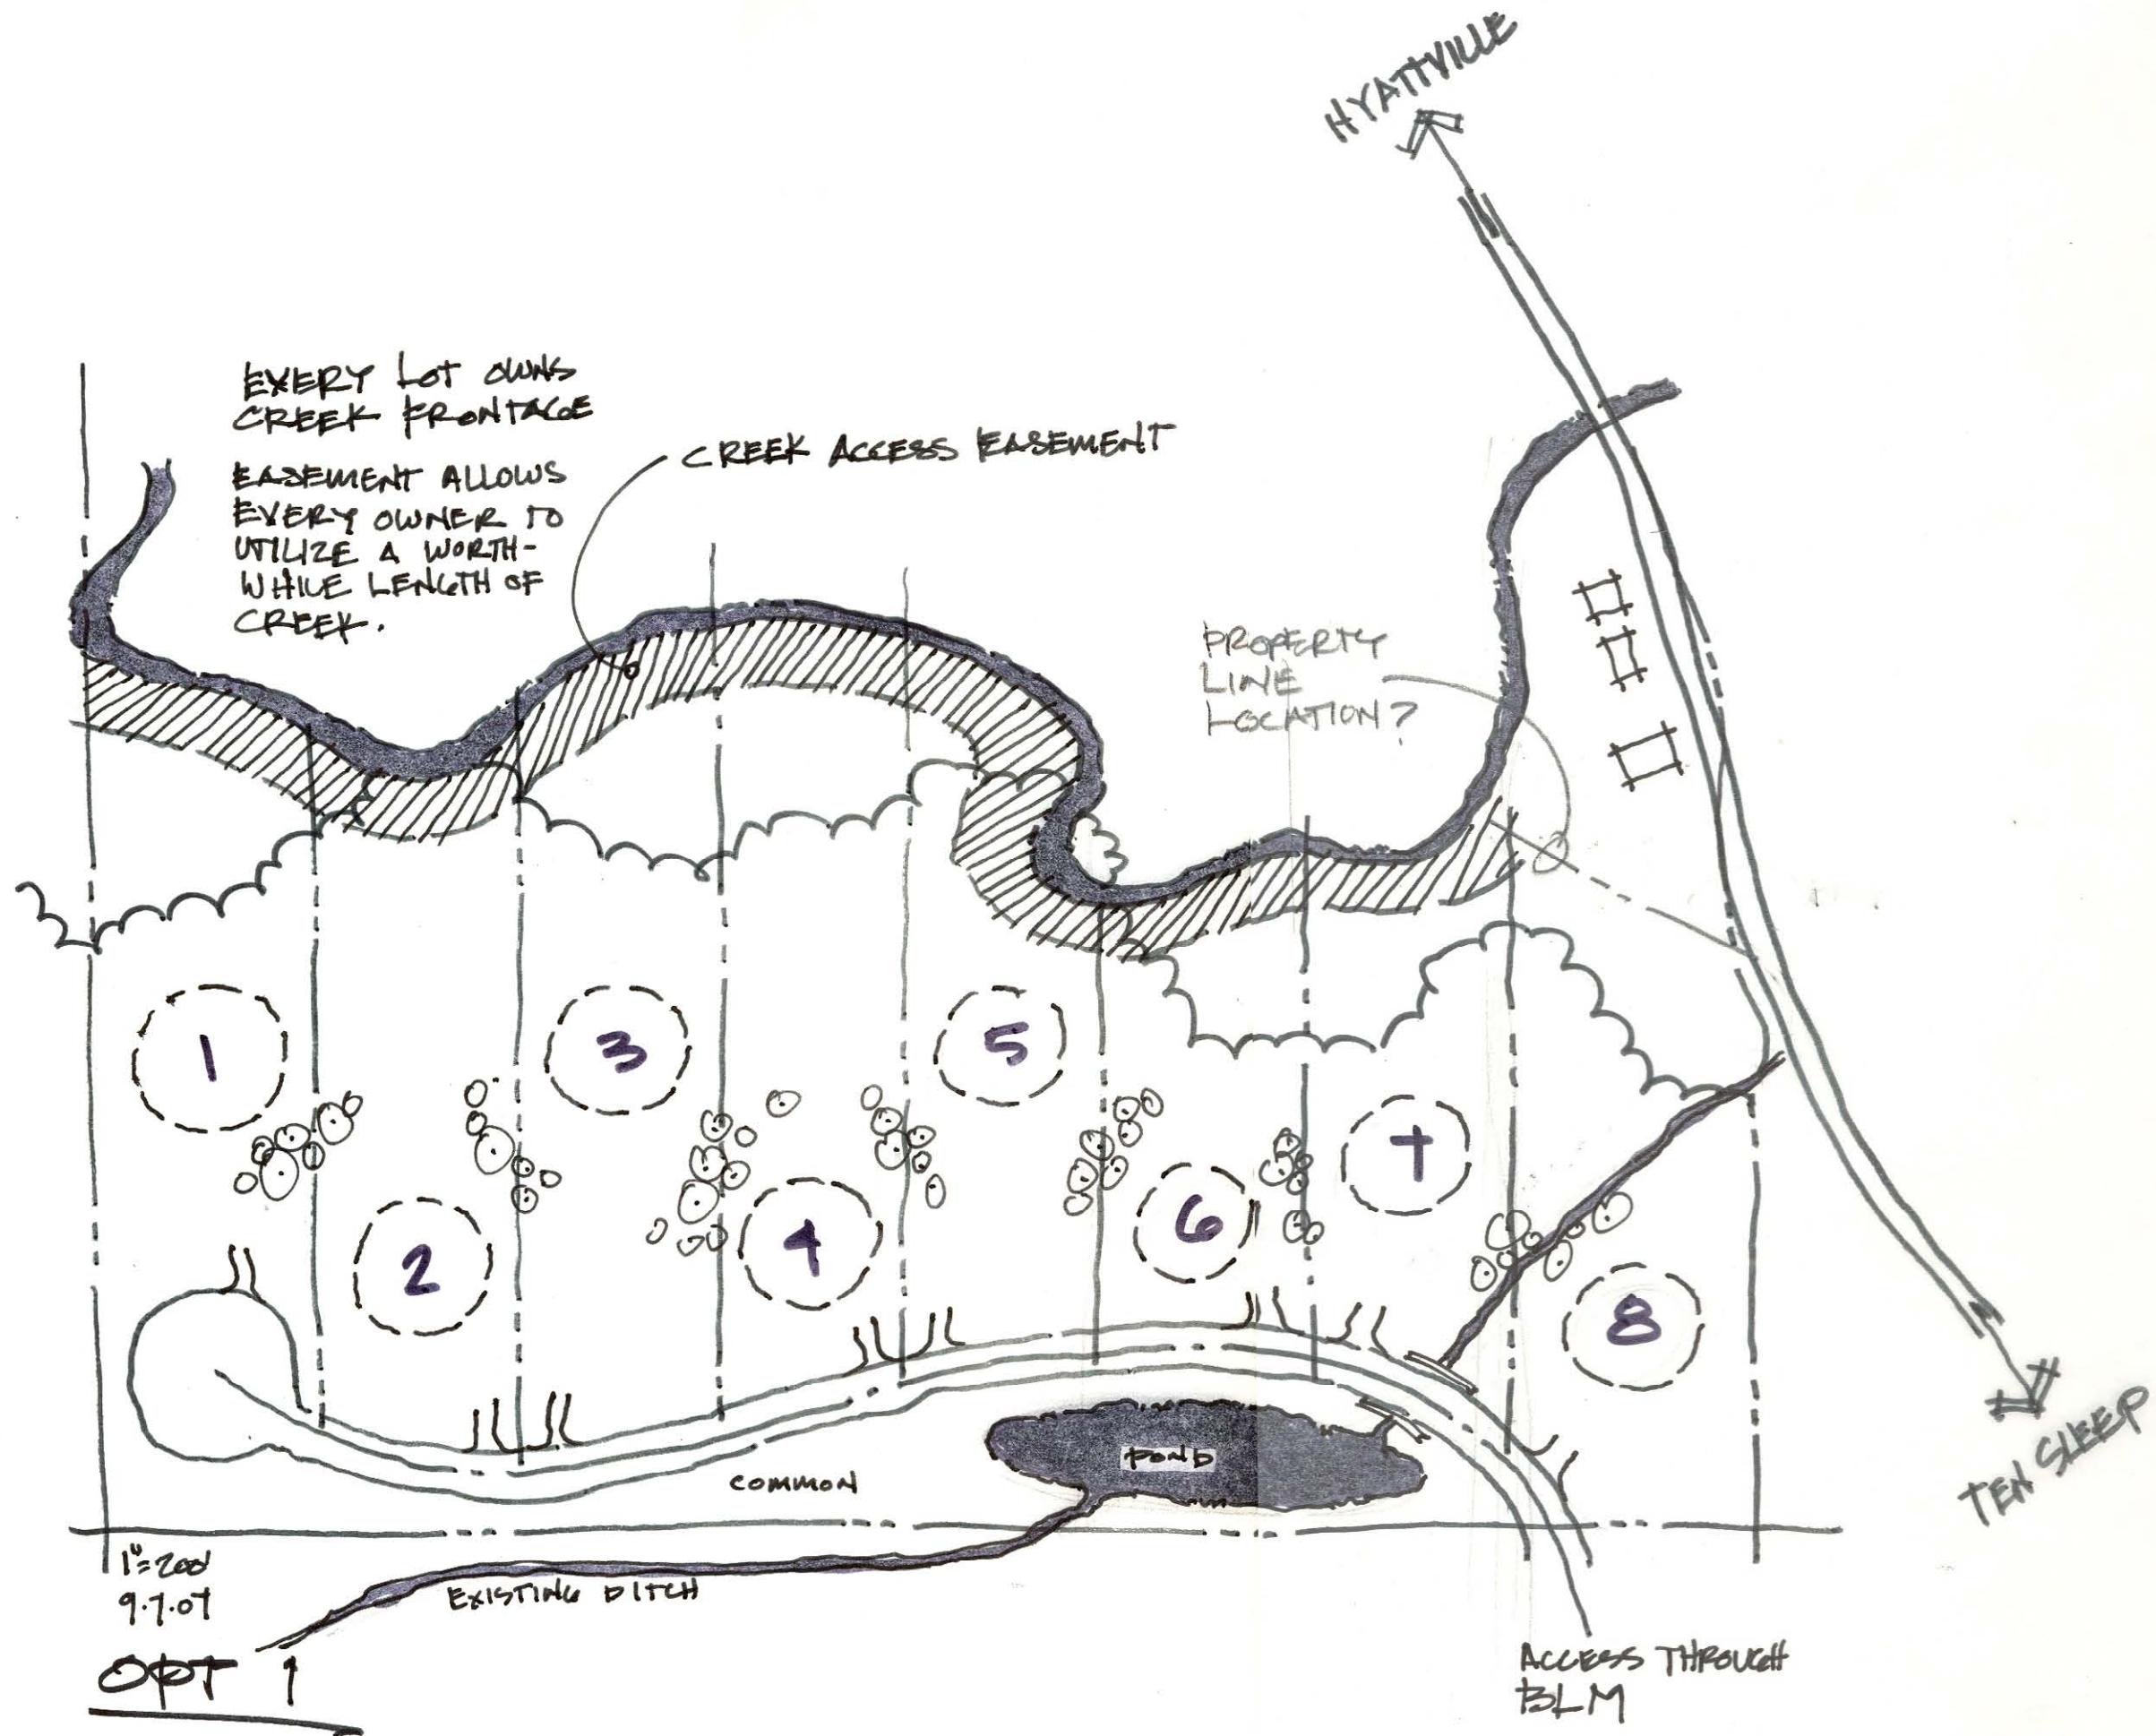 HYATTVILLE
EVERY LOT OWNS
CREEK FRONTAGE
CREEK ACCESS EASEMENT
EASEMENT ALLOWS
EVERY OWNER TO
UTILIZE A WORTH-
WHILE LENGTH OF
CREEK.
PROPERTY
LINE
LOCATION?
1
2
3
4
5
6
7
8
POND
COMMON
TEN SLEEP
1"=200'
9.7.07
EXISTING DITCH
OPT 1
ACCESS THROUGH
BLM